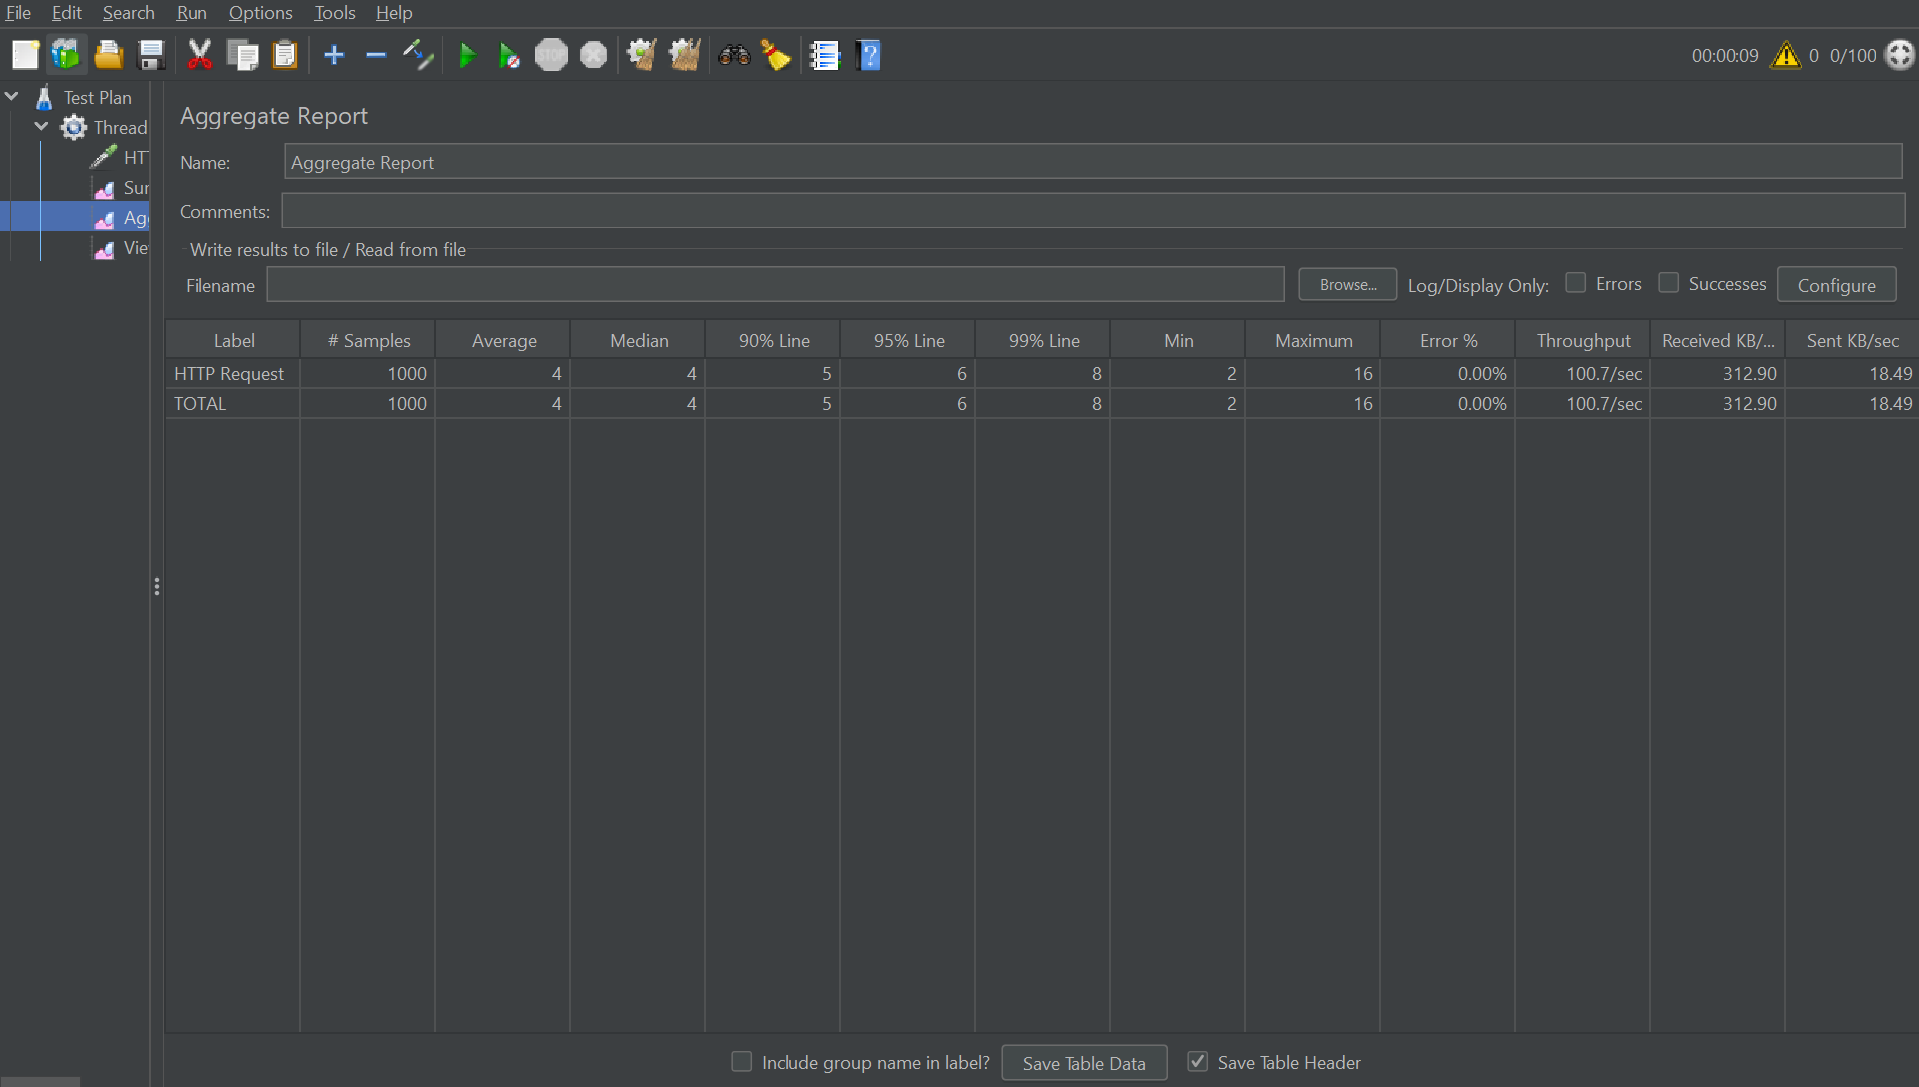 File Edit Search Run Options Tools Help
00:00:09 0 0/100
Test Plan
Thread
HT
Sur
Ag
Vie
Aggregate Report
Name: Aggregate Report
Comments:
Write results to file / Read from file
Filename Browse... Log/Display Only: Errors Successes Configure
Label # Samples Average Median 90% Line 95% Line 99% Line Min Maximum Error % Throughput Received KB/... Sent KB/sec
HTTP Request 1000 4 4 5 6 8 2 16 0.00% 100.7/sec 312.90 18.49
TOTAL 1000 4 4 5 6 8 2 16 0.00% 100.7/sec 312.90 18.49
Include group name in label? Save Table Data Save Table Header